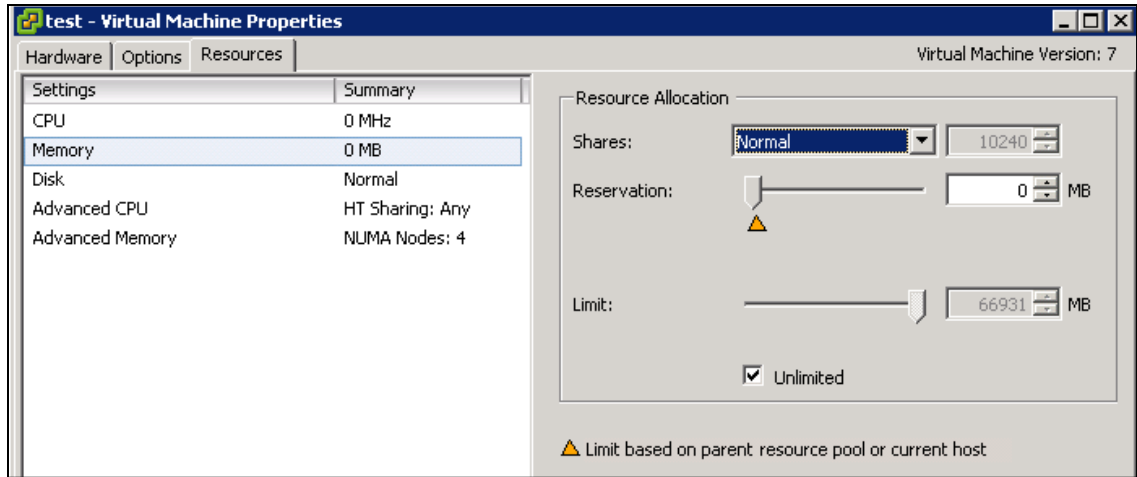 test - Virtual Machine Properties
Hardware Options Resources Virtual Machine Version: 7
Settings Summary
CPU 0 MHz
Memory 0 MB
Disk Normal
Advanced CPU HT Sharing: Any
Advanced Memory NUMA Nodes: 4
Resource Allocation
Shares: Normal 10240
Reservation: 0 MB
Limit: 66931 MB
Unlimited
Limit based on parent resource pool or current host